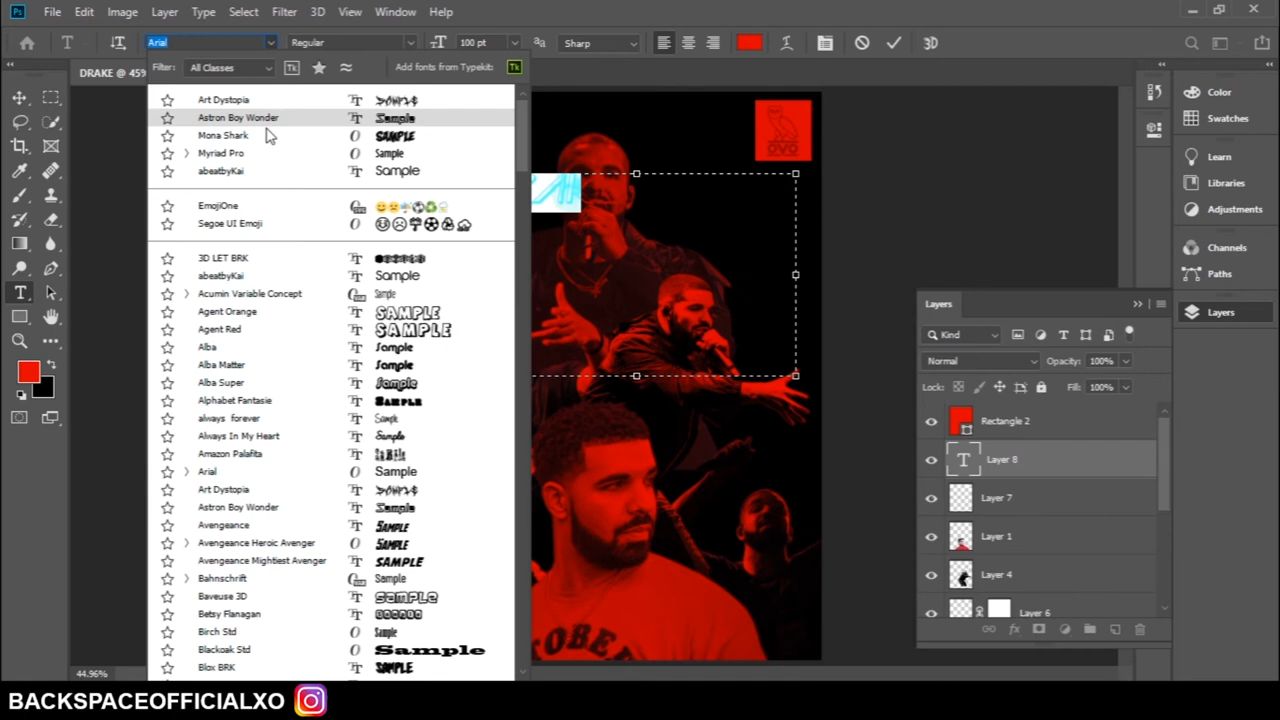 Ps File Edit Image Layer Type Select Filter 3D View Window Help
T Arial Regular 100 pt Sharp 3D
Filter: All Classes Tk Add fonts from Typekit: Tk
DRAKE @ 45%
Art Dystopia
Astron Boy Wonder Sample
Mona Shark SAMPLE
Myriad Pro Sample
abeatbyKai Sample
EmojiOne
Segoe UI Emoji
3D LET BRK
abeatbyKai Sample
Acumin Variable Concept Sample
Agent Orange SAMPLE
Agent Red SAMPLE
Alba Sample
Alba Matter Sample
Alba Super Sample
Alphabet Fantasie SAMPLE
always forever Sample
Always In My Heart Sample
Amazon Palafita
Arial Sample
Art Dystopia
Astron Boy Wonder Sample
Avengeance SAMPLE
Avengeance Heroic Avenger SAMPLE
Avengeance Mightiest Avenger SAMPLE
Bahnschrift Sample
Baveuse 3D sample
Betsy Flanagan
Birch Std Sample
Blackoak Std Sample
Blox BRK SAMPLE
OVO
Color
Swatches
Learn
Libraries
Adjustments
Channels
Paths
Layers
Layers
Kind
Normal Opacity: 100%
Lock: Fill: 100%
Rectangle 2
T Layer 8
Layer 7
Layer 1
Layer 4
Layer 6
fx
44.96%
BACKSPACEOFFICIALXO